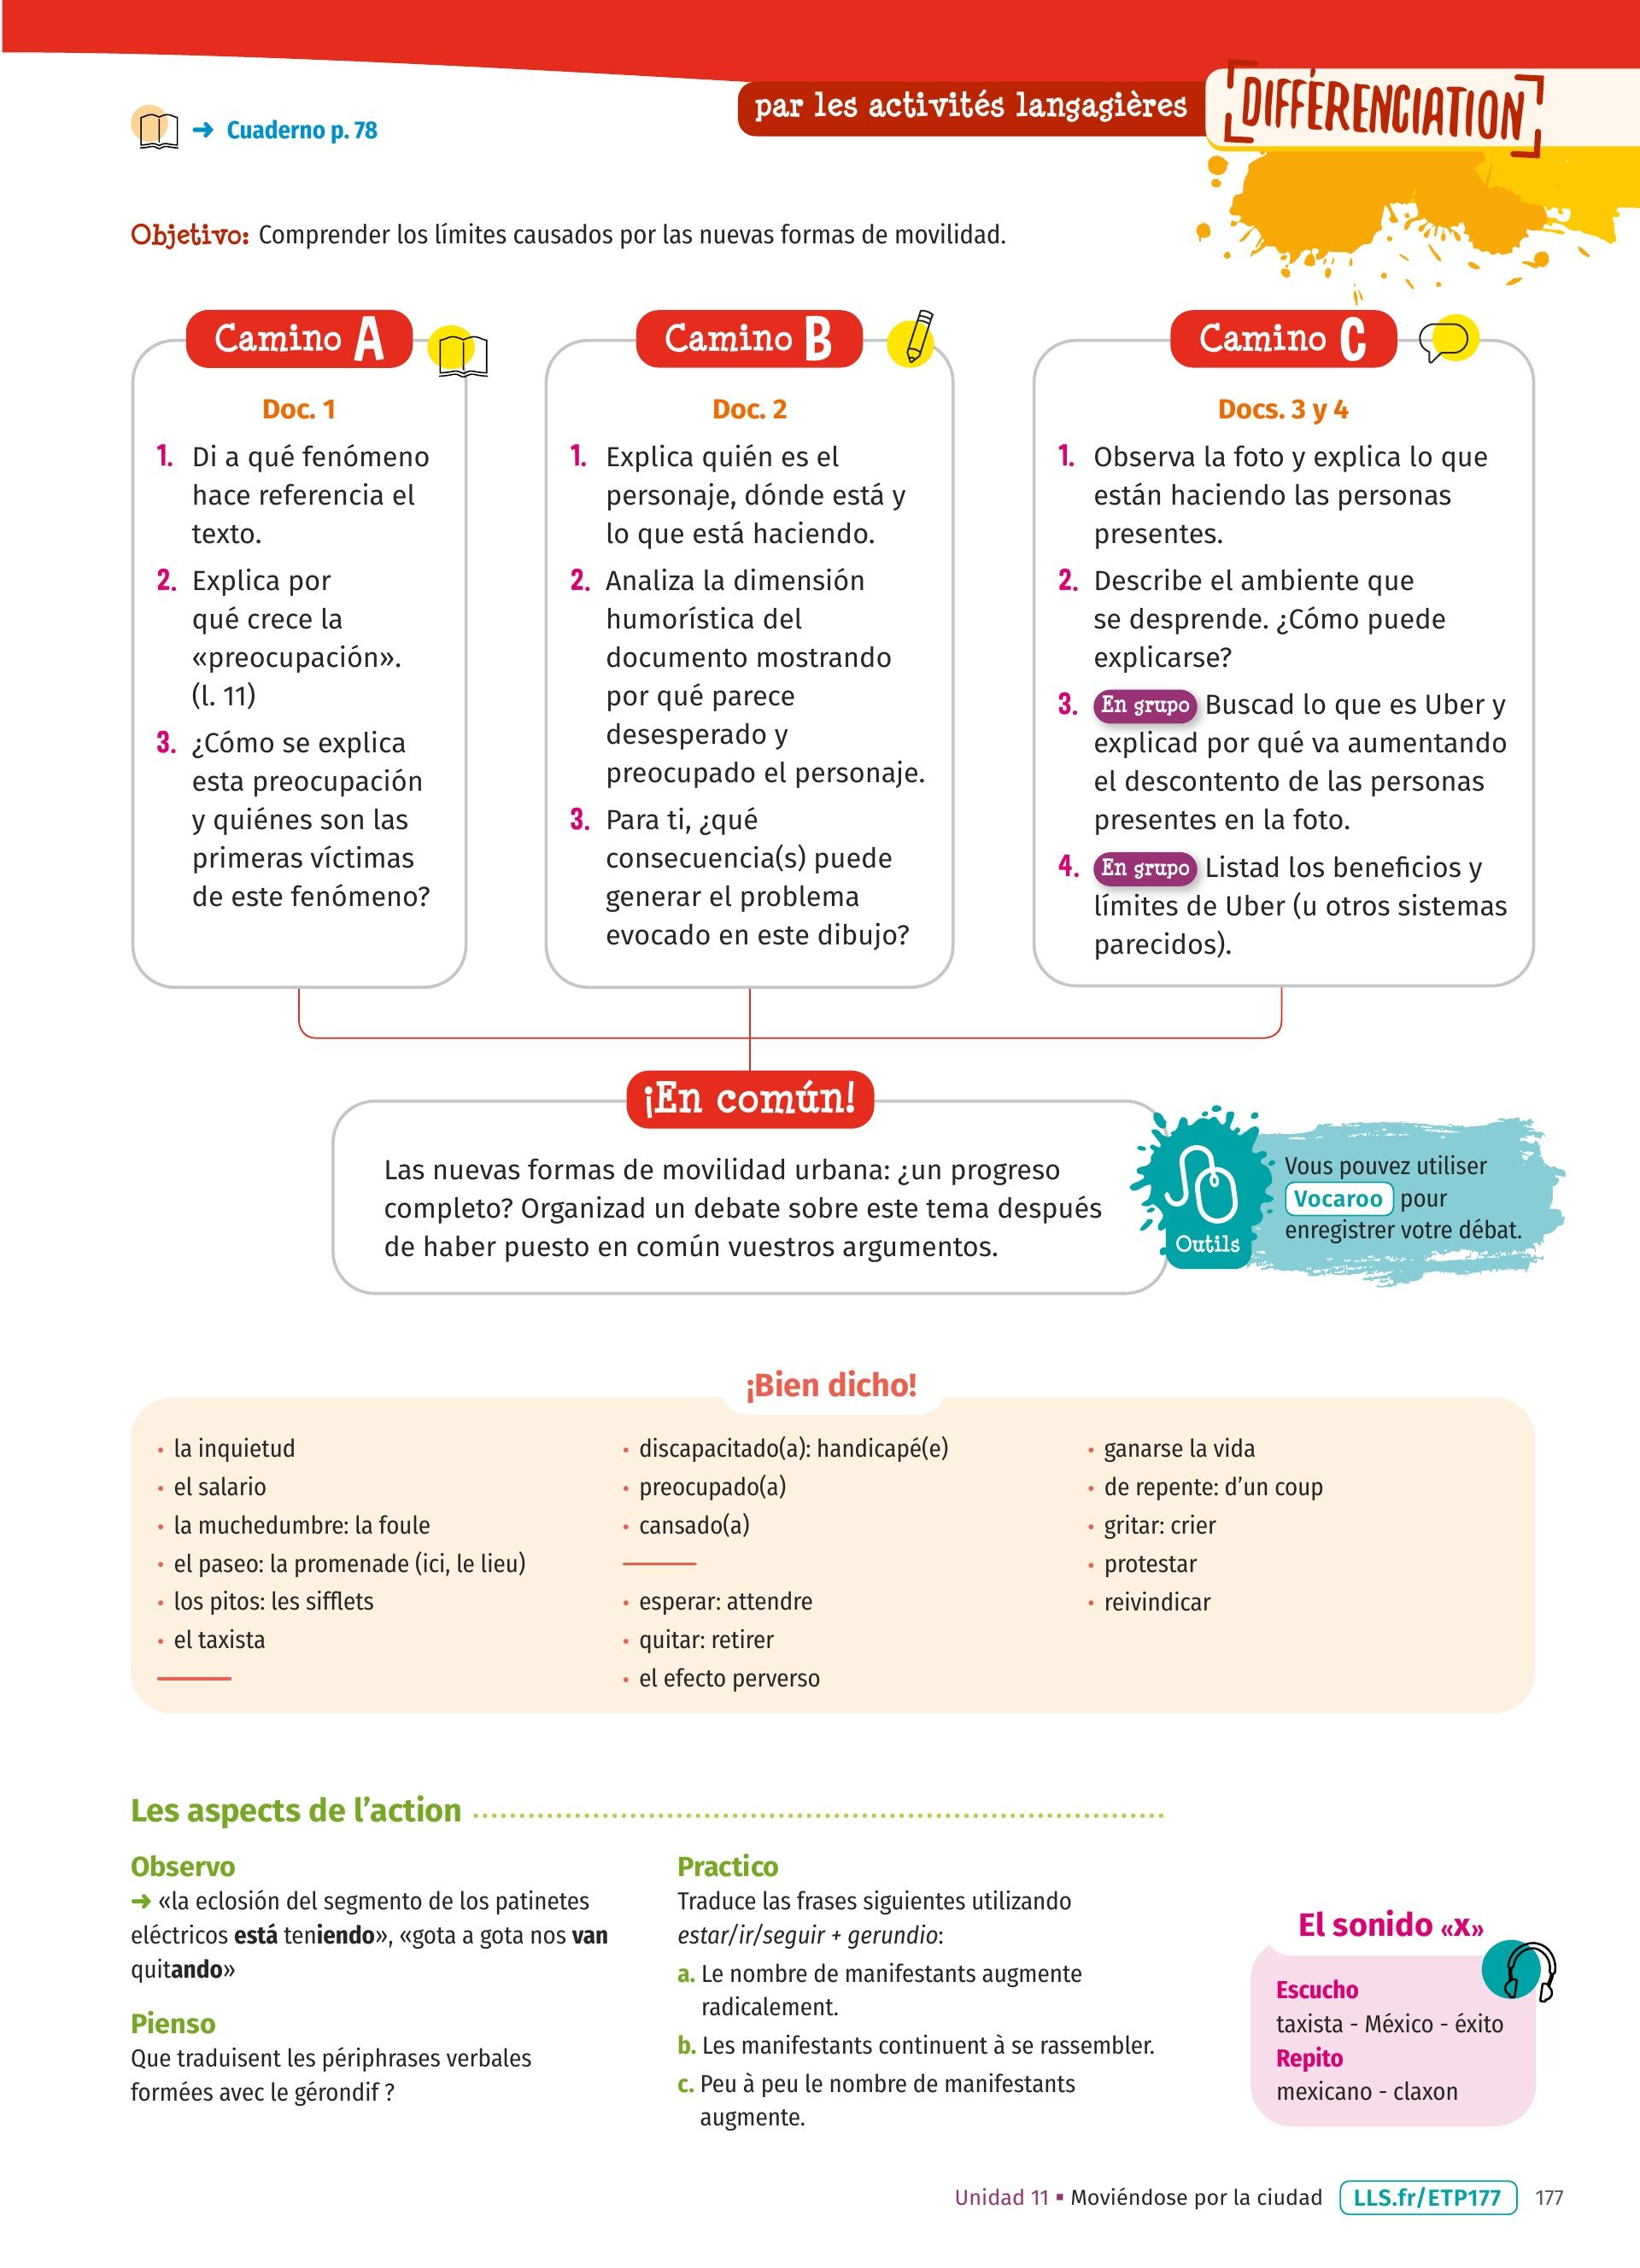 par les activités langagières
DIFFÉRENCIATION
➜ Cuaderno p. 78
Objetivo: Comprender los límites causados por las nuevas formas de movilidad.
Camino A
Doc. 1
1. Di a qué fenómeno
hace referencia el
texto.
2. Explica por
qué crece la
«preocupación».
(l. 11)
3. ¿Cómo se explica
esta preocupación
y quiénes son las
primeras víctimas
de este fenómeno?
Camino B
Doc. 2
1. Explica quién es el
personaje, dónde está y
lo que está haciendo.
2. Analiza la dimensión
humorística del
documento mostrando
por qué parece
desesperado y
preocupado el personaje.
3. Para ti, ¿qué
consecuencia(s) puede
generar el problema
evocado en este dibujo?
Camino C
Docs. 3 y 4
1. Observa la foto y explica lo que
están haciendo las personas
presentes.
2. Describe el ambiente que
se desprende. ¿Cómo puede
explicarse?
3. En grupo Buscad lo que es Uber y
explicad por qué va aumentando
el descontento de las personas
presentes en la foto.
4. En grupo Listad los beneficios y
límites de Uber (u otros sistemas
parecidos).
¡En común!
Las nuevas formas de movilidad urbana: ¿un progreso
completo? Organizad un debate sobre este tema después
de haber puesto en común vuestros argumentos.
Outils
Vous pouvez utiliser
Vocaroo pour
enregistrer votre débat.
¡Bien dicho!
• la inquietud
• el salario
• la muchedumbre: la foule
• el paseo: la promenade (ici, le lieu)
• los pitos: les sifflets
• el taxista
• discapacitado(a): handicapé(e)
• preocupado(a)
• cansado(a)
• esperar: attendre
• quitar: retirer
• el efecto perverso
• ganarse la vida
• de repente: d'un coup
• gritar: crier
• protestar
• reivindicar
Les aspects de l'action
Observo
➜ «la eclosión del segmento de los patinetes
eléctricos está teniendo», «gota a gota nos van
quitando»
Pienso
Que traduisent les périphrases verbales
formées avec le gérondif ?
Practico
Traduce las frases siguientes utilizando
estar/ir/seguir + gerundio:
a. Le nombre de manifestants augmente
radicalement.
b. Les manifestants continuent à se rassembler.
c. Peu à peu le nombre de manifestants
augmente.
El sonido «x»
Escucho
taxista - México - éxito
Repito
mexicano - claxon
Unidad 11 ▪ Moviéndose por la ciudad LLS.fr/ETP177 177